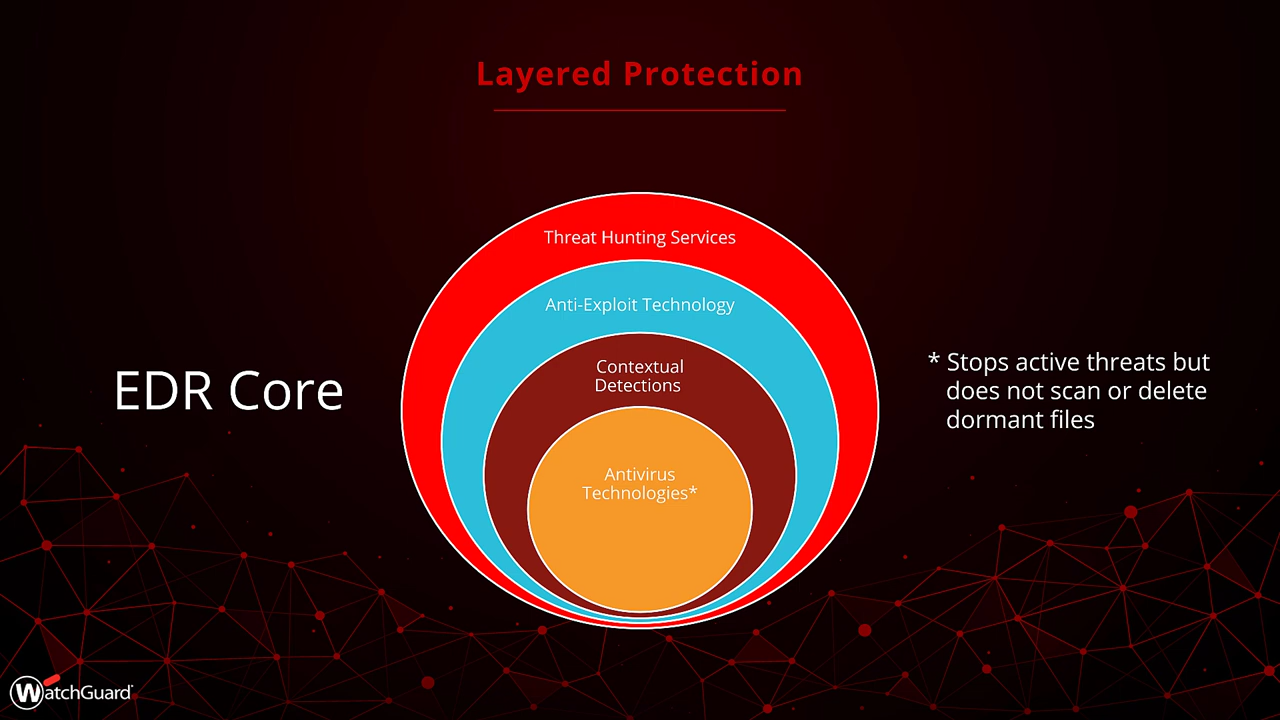 Layered Protection
Threat Hunting Services
Anti-Exploit Technology
Contextual
Detections
Antivirus
Technologies*
EDR Core
* Stops active threats but
does not scan or delete
dormant files
WatchGuard